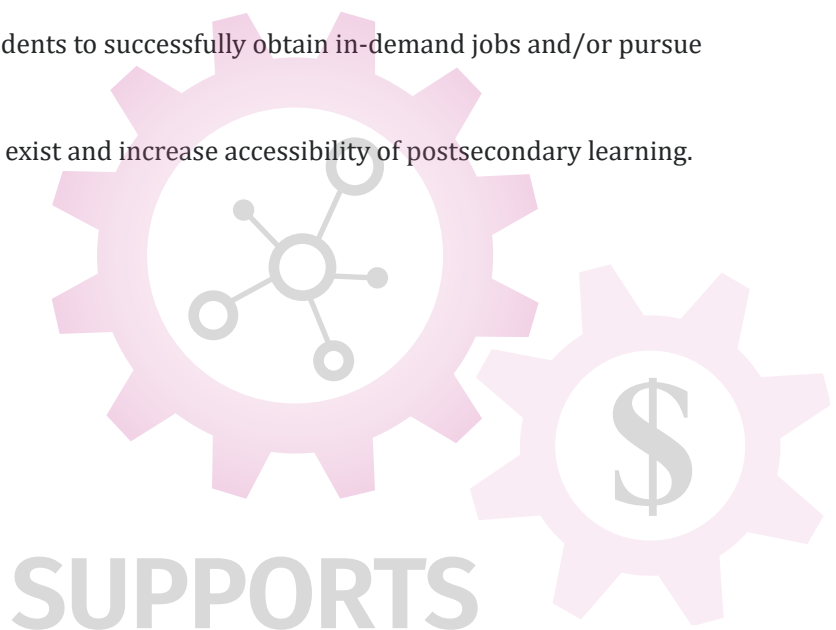 dents to successfully obtain in-demand jobs and/or pursue
exist and increase accessibility of postsecondary learning.
$
SUPPORTS